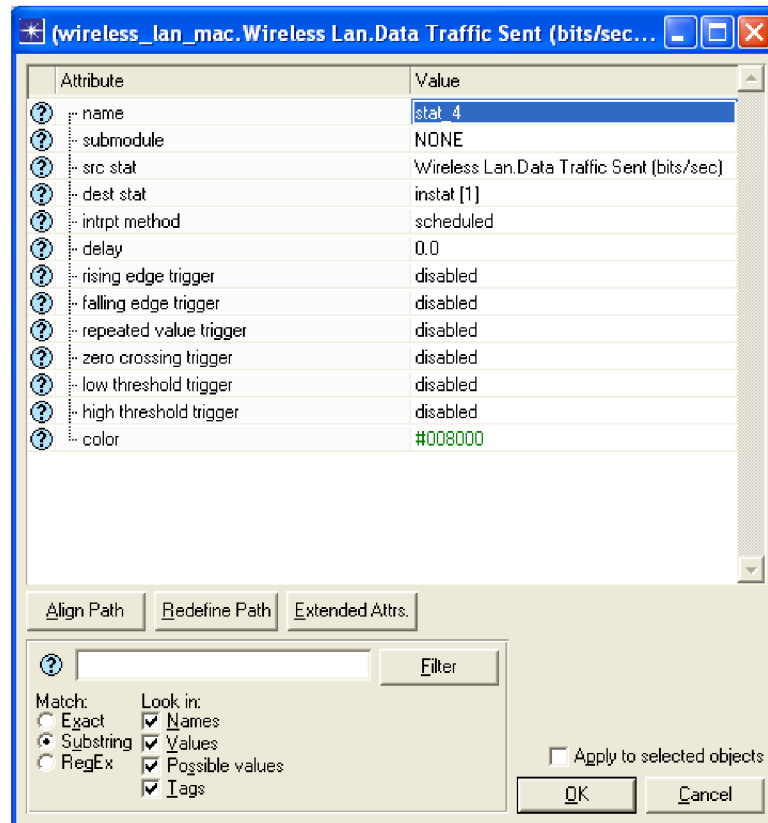 (wireless_lan_mac.Wireless Lan.Data Traffic Sent (bits/sec...
Attribute Value
name stat_4
submodule NONE
src stat Wireless Lan.Data Traffic Sent (bits/sec)
dest stat instat [1]
intrpt method scheduled
delay 0.0
rising edge trigger disabled
falling edge trigger disabled
repeated value trigger disabled
zero crossing trigger disabled
low threshold trigger disabled
high threshold trigger disabled
color #008000
Align Path Redefine Path Extended Attrs.
Filter
Match: Look in:
Exact Names
Substring Values
RegEx Possible values
Tags
Apply to selected objects
OK Cancel